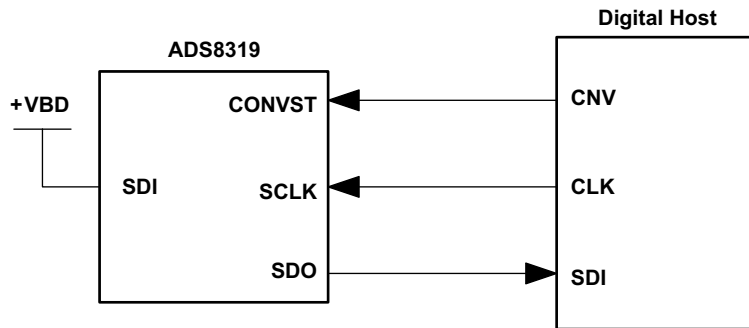 Digital Host
ADS8319
+VBD
CONVST
CNV
SDI
SCLK
CLK
SDO
SDI